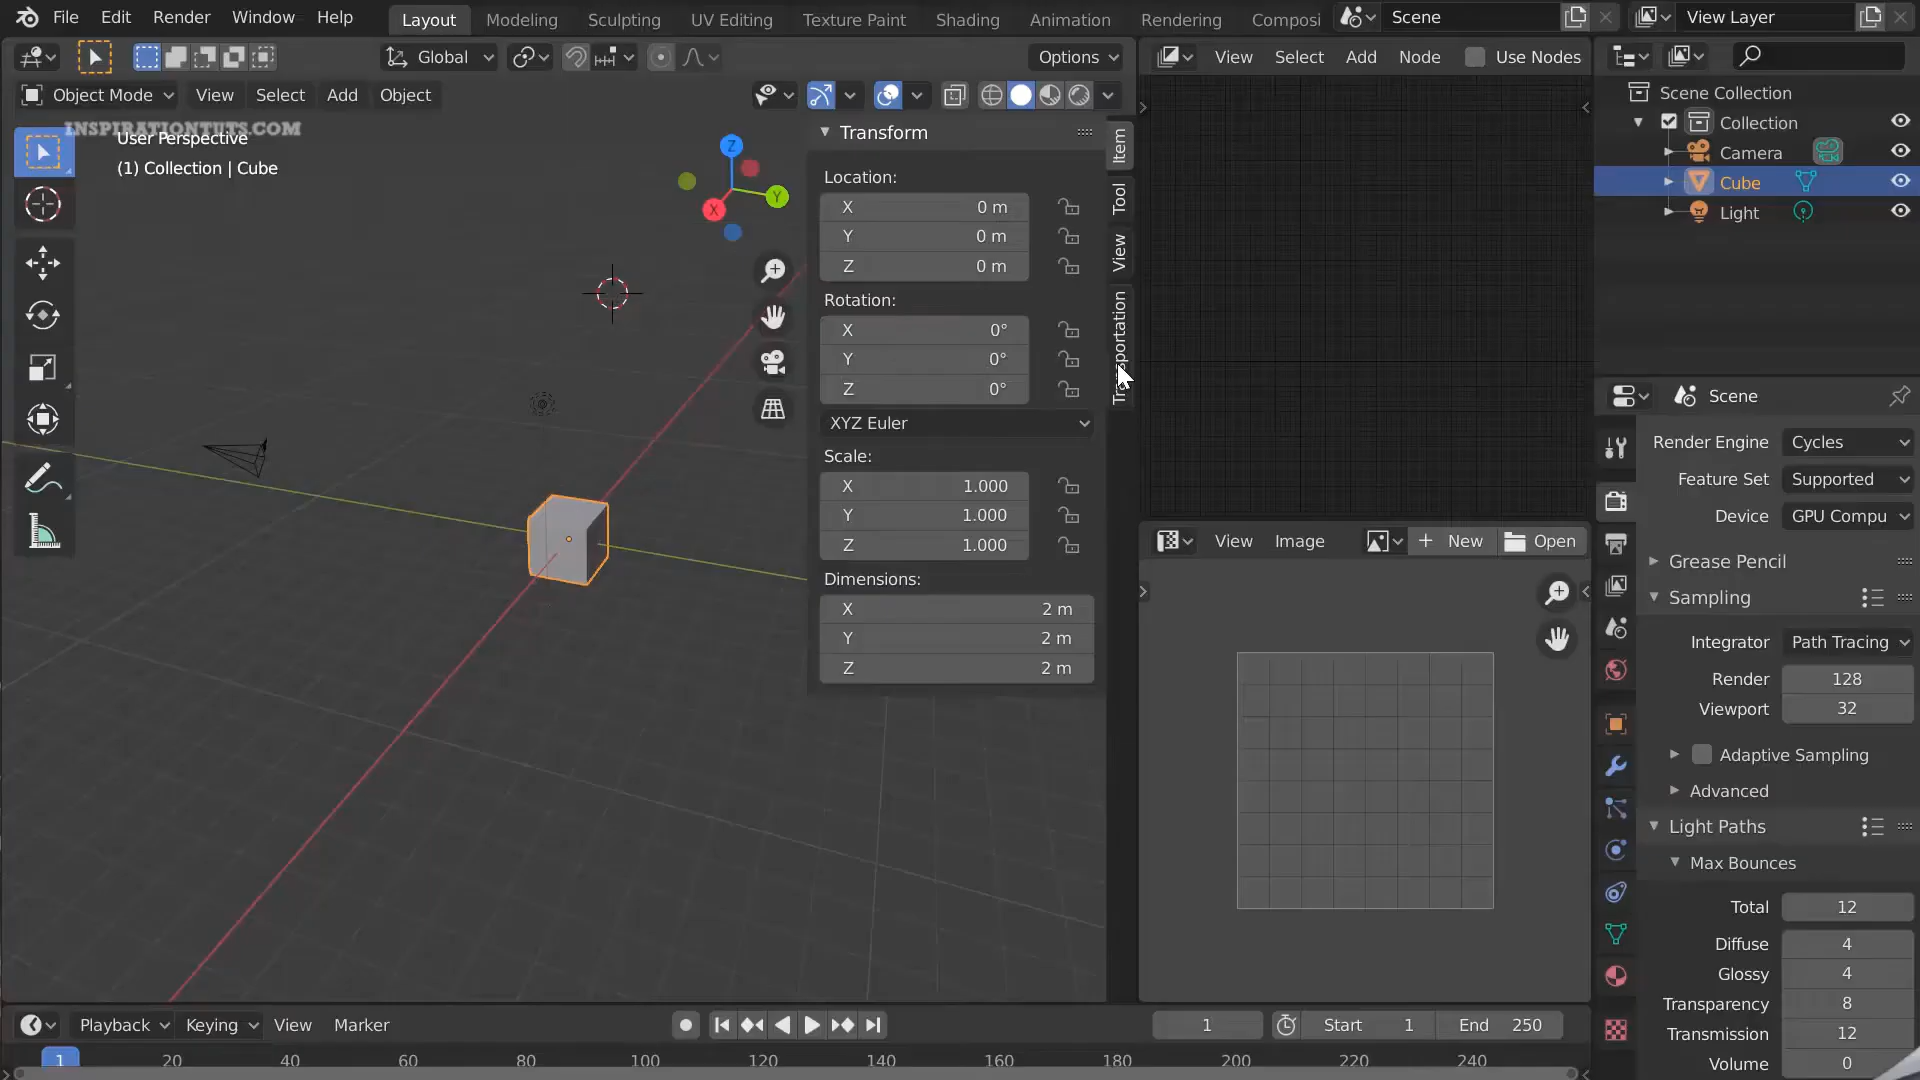 File Edit Render Window Help Layout Modeling Sculpting UV Editing Texture Paint Shading Animation Rendering Composi Scene View Layer
Global Options View Select Add Node Use Nodes
Object Mode View Select Add Object
INSPIRATIONTUTS.COM
User Perspective
(1) Collection | Cube
Z
Y
X
Transform
Location:
X 0 m
Y 0 m
Z 0 m
Rotation:
X 0°
Y 0°
Z 0°
XYZ Euler
Scale:
X 1.000
Y 1.000
Z 1.000
Dimensions:
X 2 m
Y 2 m
Z 2 m
Item
Tool
View
Transportation
View Image New Open
Scene Collection
Collection
Camera
Cube
Light
Scene
Render Engine Cycles
Feature Set Supported
Device GPU Compu
Grease Pencil
Sampling
Integrator Path Tracing
Render 128
Viewport 32
Adaptive Sampling
Advanced
Light Paths
Max Bounces
Total 12
Diffuse 4
Glossy 4
Transparency 8
Transmission 12
Volume 0
Playback Keying View Marker 1 Start 1 End 250
1 20 40 60 80 100 120 140 160 180 200 220 240